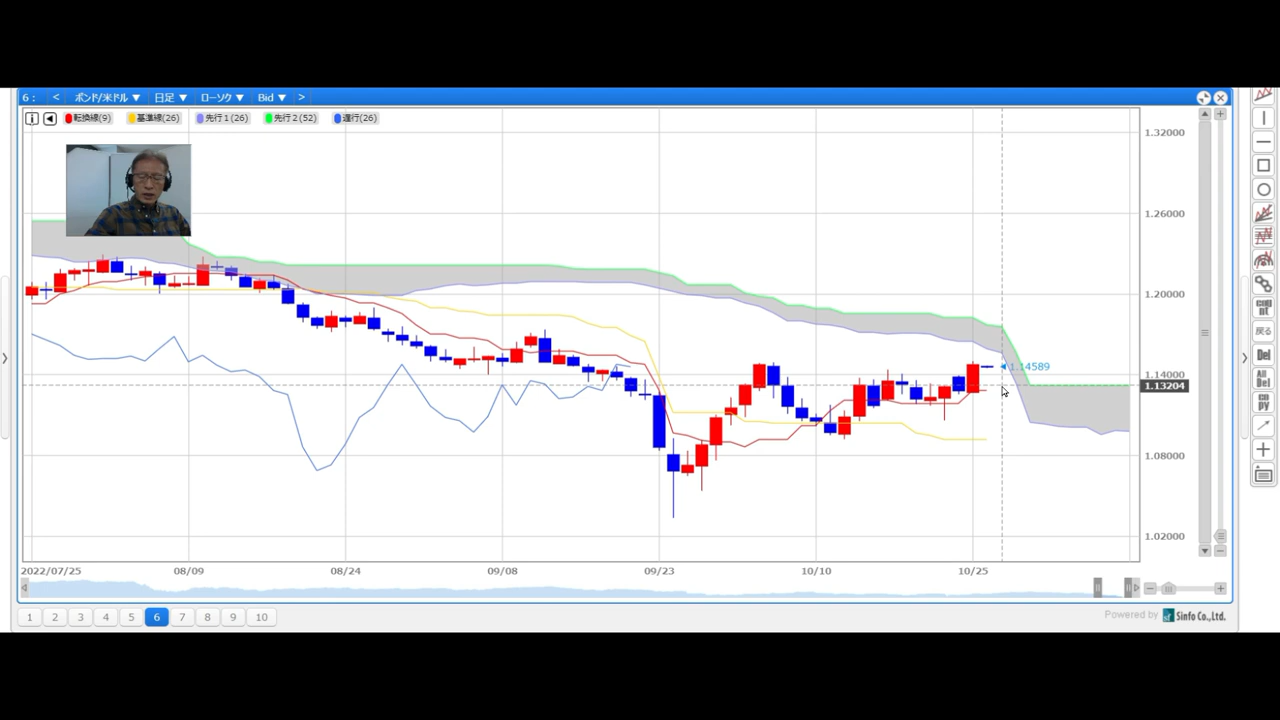 6 : < ポンド/米ドル ▼ 日足 ▼ ローソク ▼ Bid ▼ >
転換線(9) 基準線(26) 先行1(26) 先行2(52) 遅行(26)
1.32000
1.26000
1.20000
1.14589
1.14000
1.13204
1.08000
1.02000
2022/07/25 08/09 08/24 09/08 09/23 10/10 10/25
1 2 3 4 5 6 7 8 9 10
Powered by Sinfo Co.,Ltd.
戻る
Del
All Del
co py